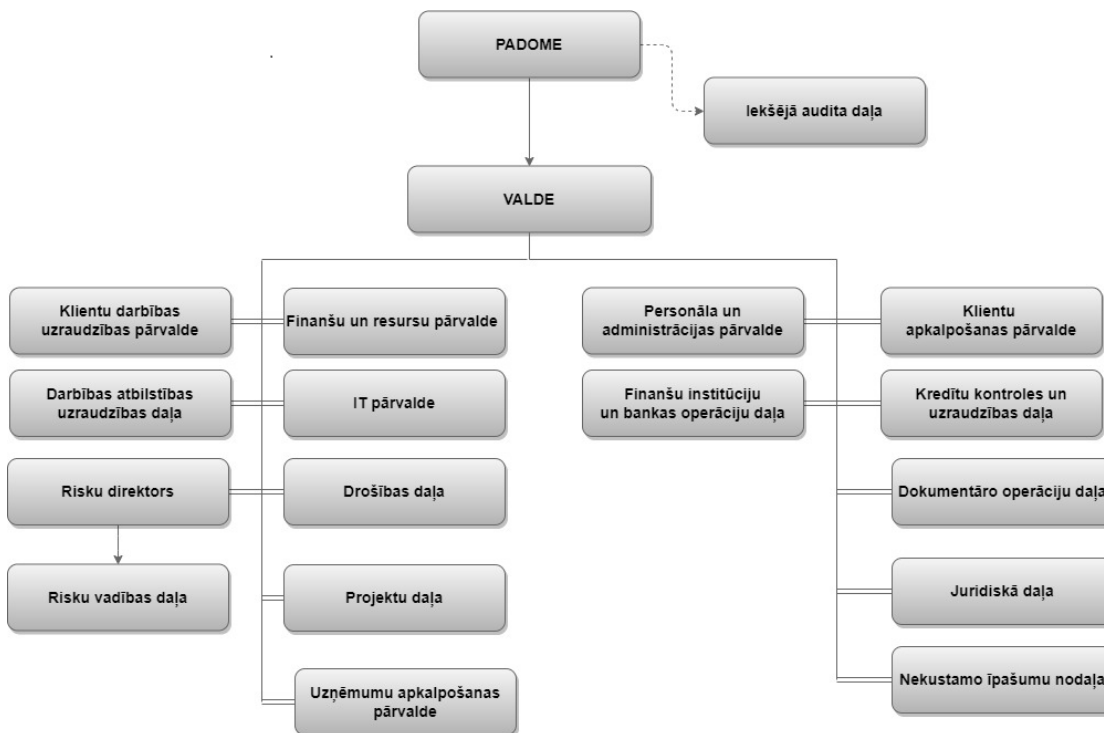 PADOME
Iekšējā audita daļa
VALDE
Klientu darbības
uzraudzības pārvalde
Finanšu un resursu pārvalde
Personāla un
administrācijas pārvalde
Klientu
apkalpošanas pārvalde
Darbības atbilstības
uzraudzības daļa
IT pārvalde
Finanšu institūciju
un bankas operāciju daļa
Kredītu kontroles un
uzraudzības daļa
Risku direktors
Drošības daļa
Dokumentāro operāciju daļa
Risku vadības daļa
Projektu daļa
Juridiskā daļa
Uzņēmumu apkalpošanas
pārvalde
Nekustamo īpašumu nodaļa